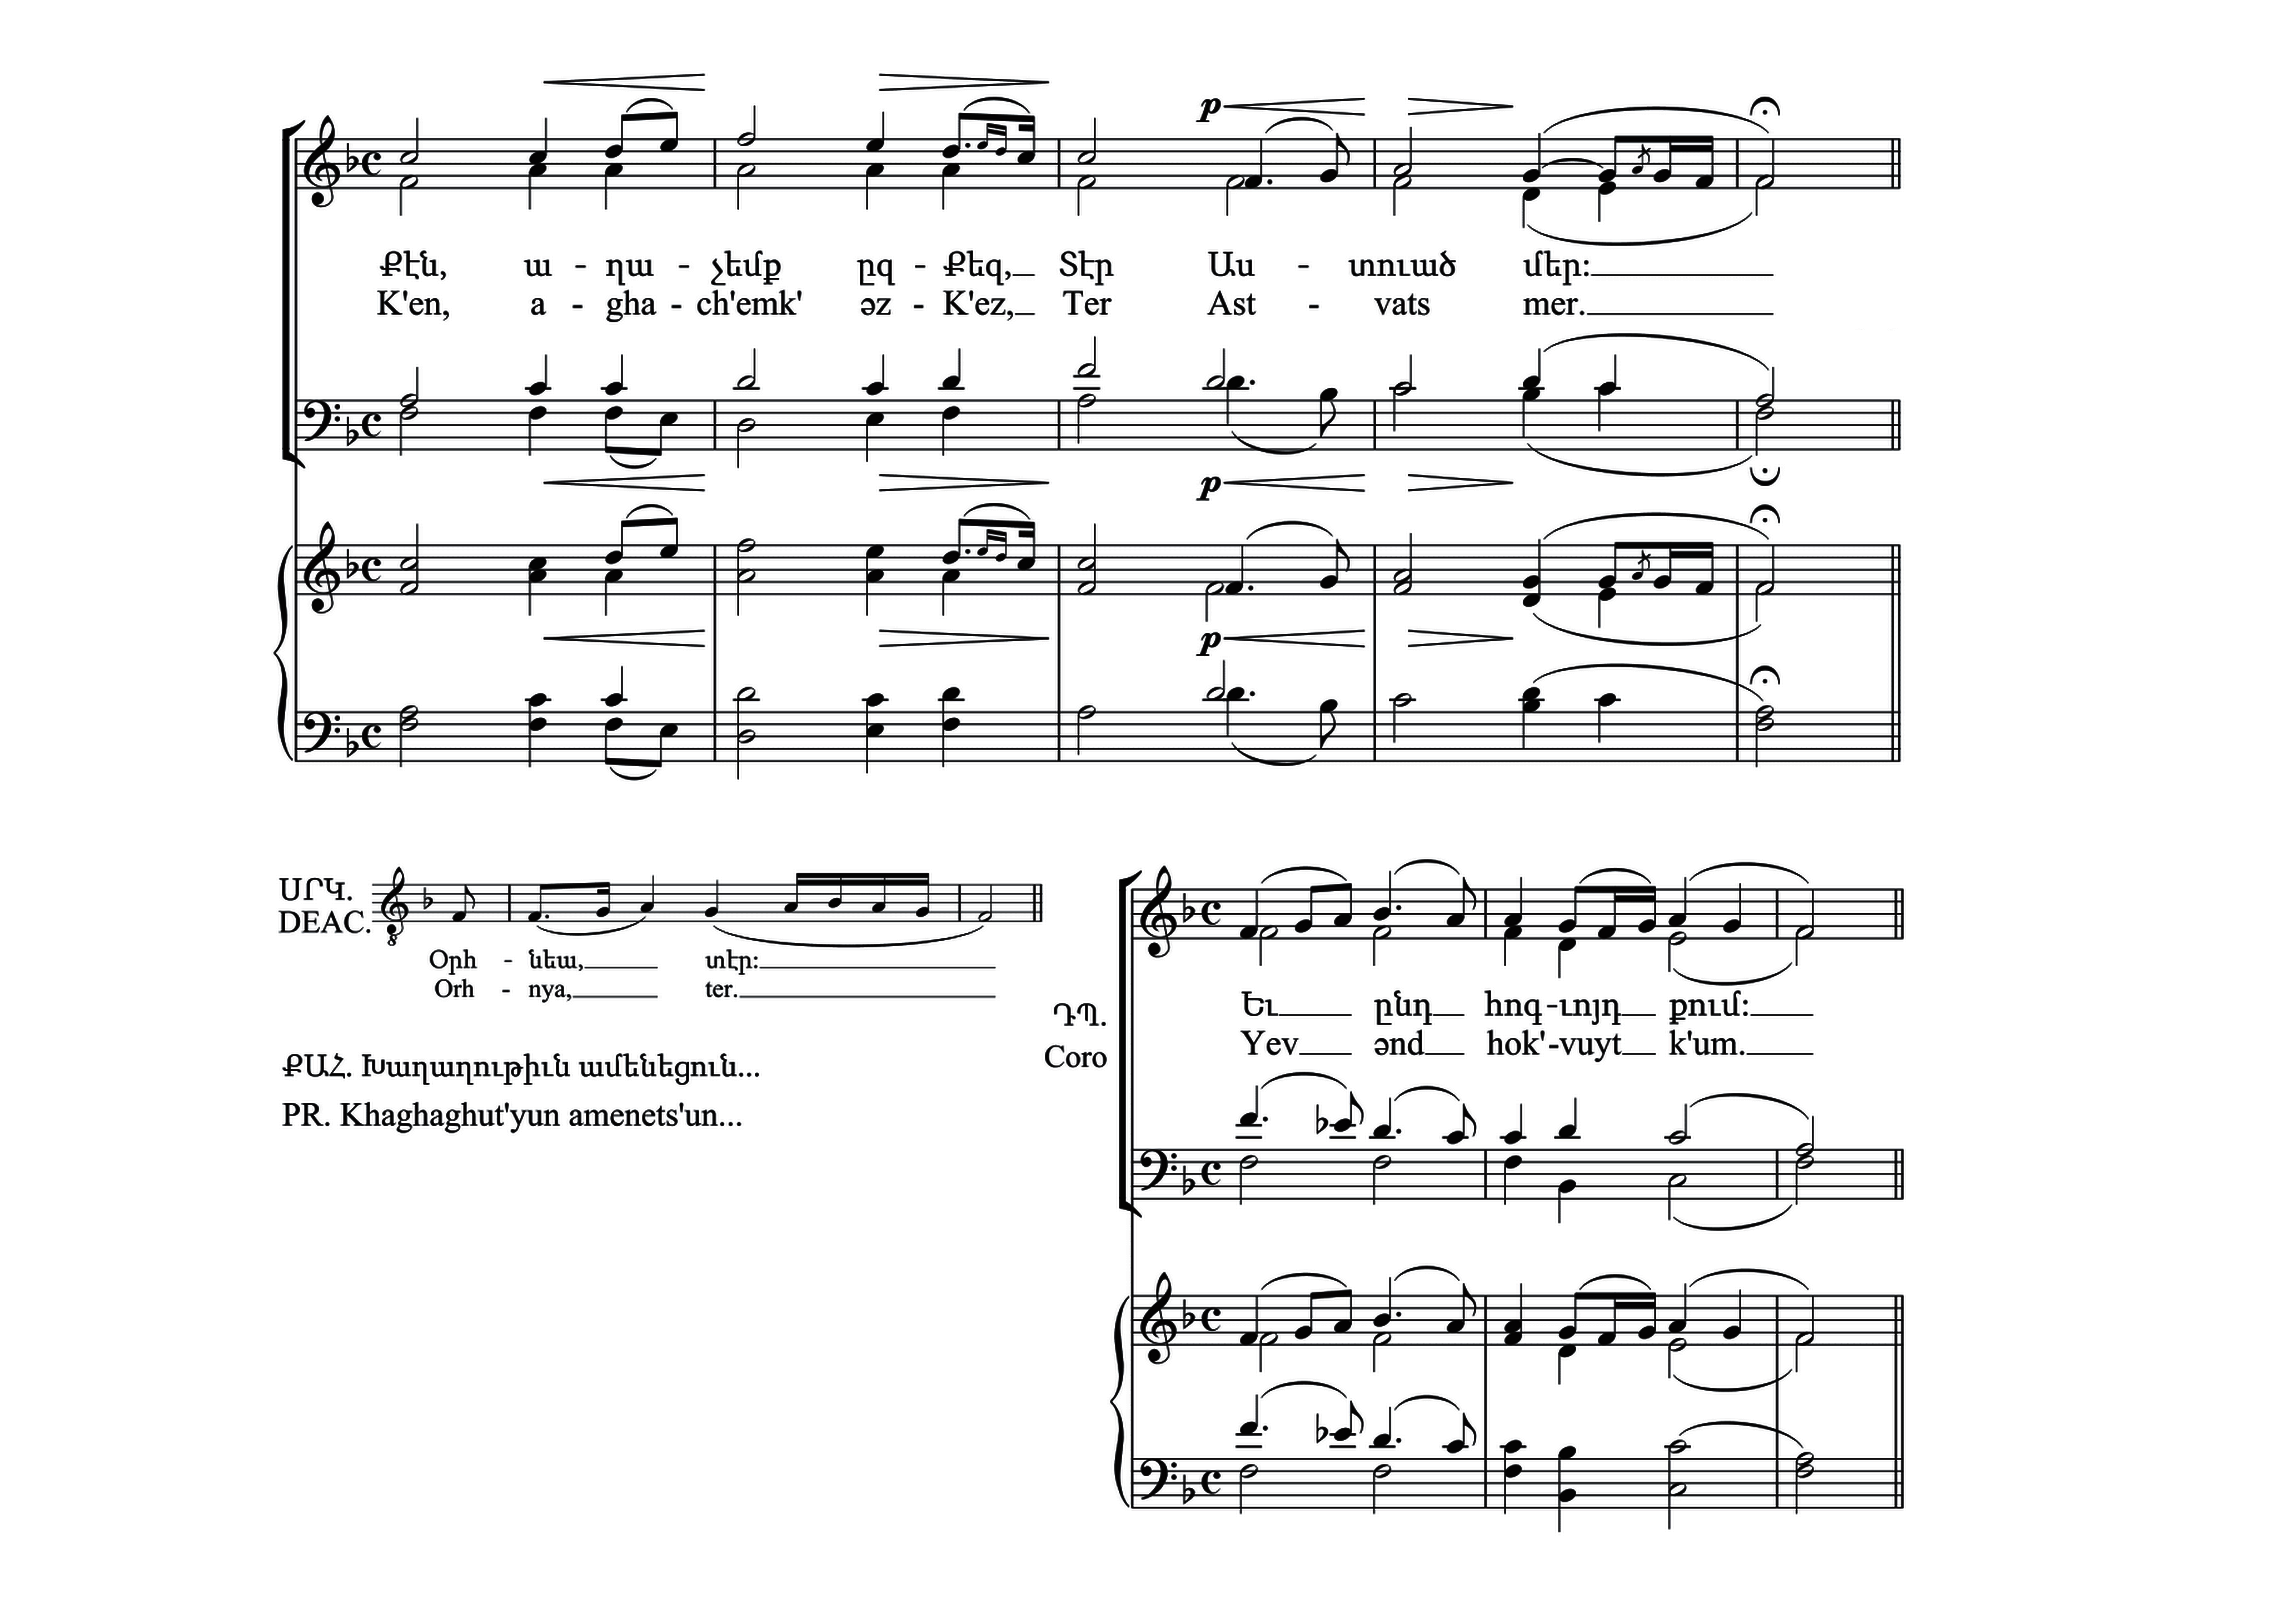 p
Քէն, ա - ղա - չեմք ըզ - Քեզ, Տէր Աս - տուած մեր:
K'en, a - gha - ch'emk' əz - K'ez, Ter Ast - vats mer.
p
p
ՍՐԿ.
DEAC.
8
Օրհ - նեա, տէր:
Orh - nya, ter.
ՔԱՀ. Խաղաղութիւն ամենեցուն...
PR. Khaghaghut'yun amenets'un...
ԴՊ.
Coro
Եւ ընդ հոգ - ւոյդ քում:
Yev ənd hok' - vuyt k'um.